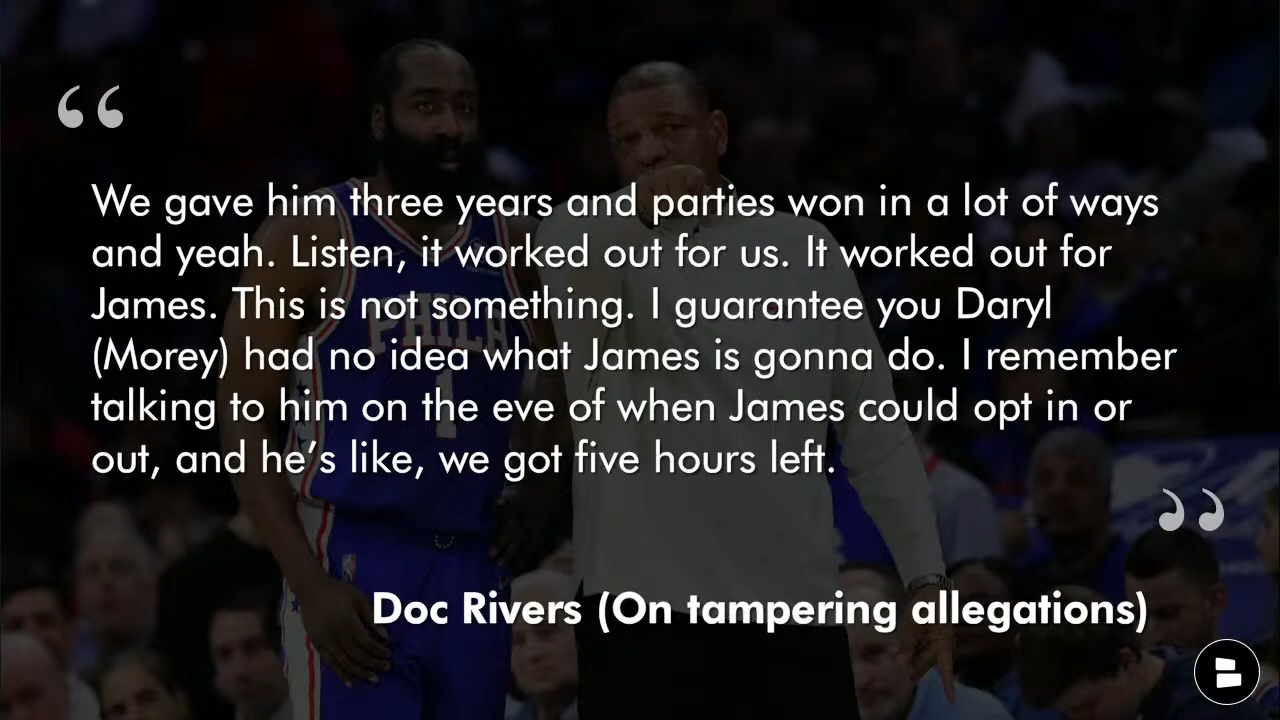 “
We gave him three years and parties won in a lot of ways
and yeah. Listen, it worked out for us. It worked out for
James. This is not something. I guarantee you Daryl
(Morey) had no idea what James is gonna do. I remember
talking to him on the eve of when James could opt in or
out, and he’s like, we got five hours left.
”
Doc Rivers (On tampering allegations)
PHILA
1